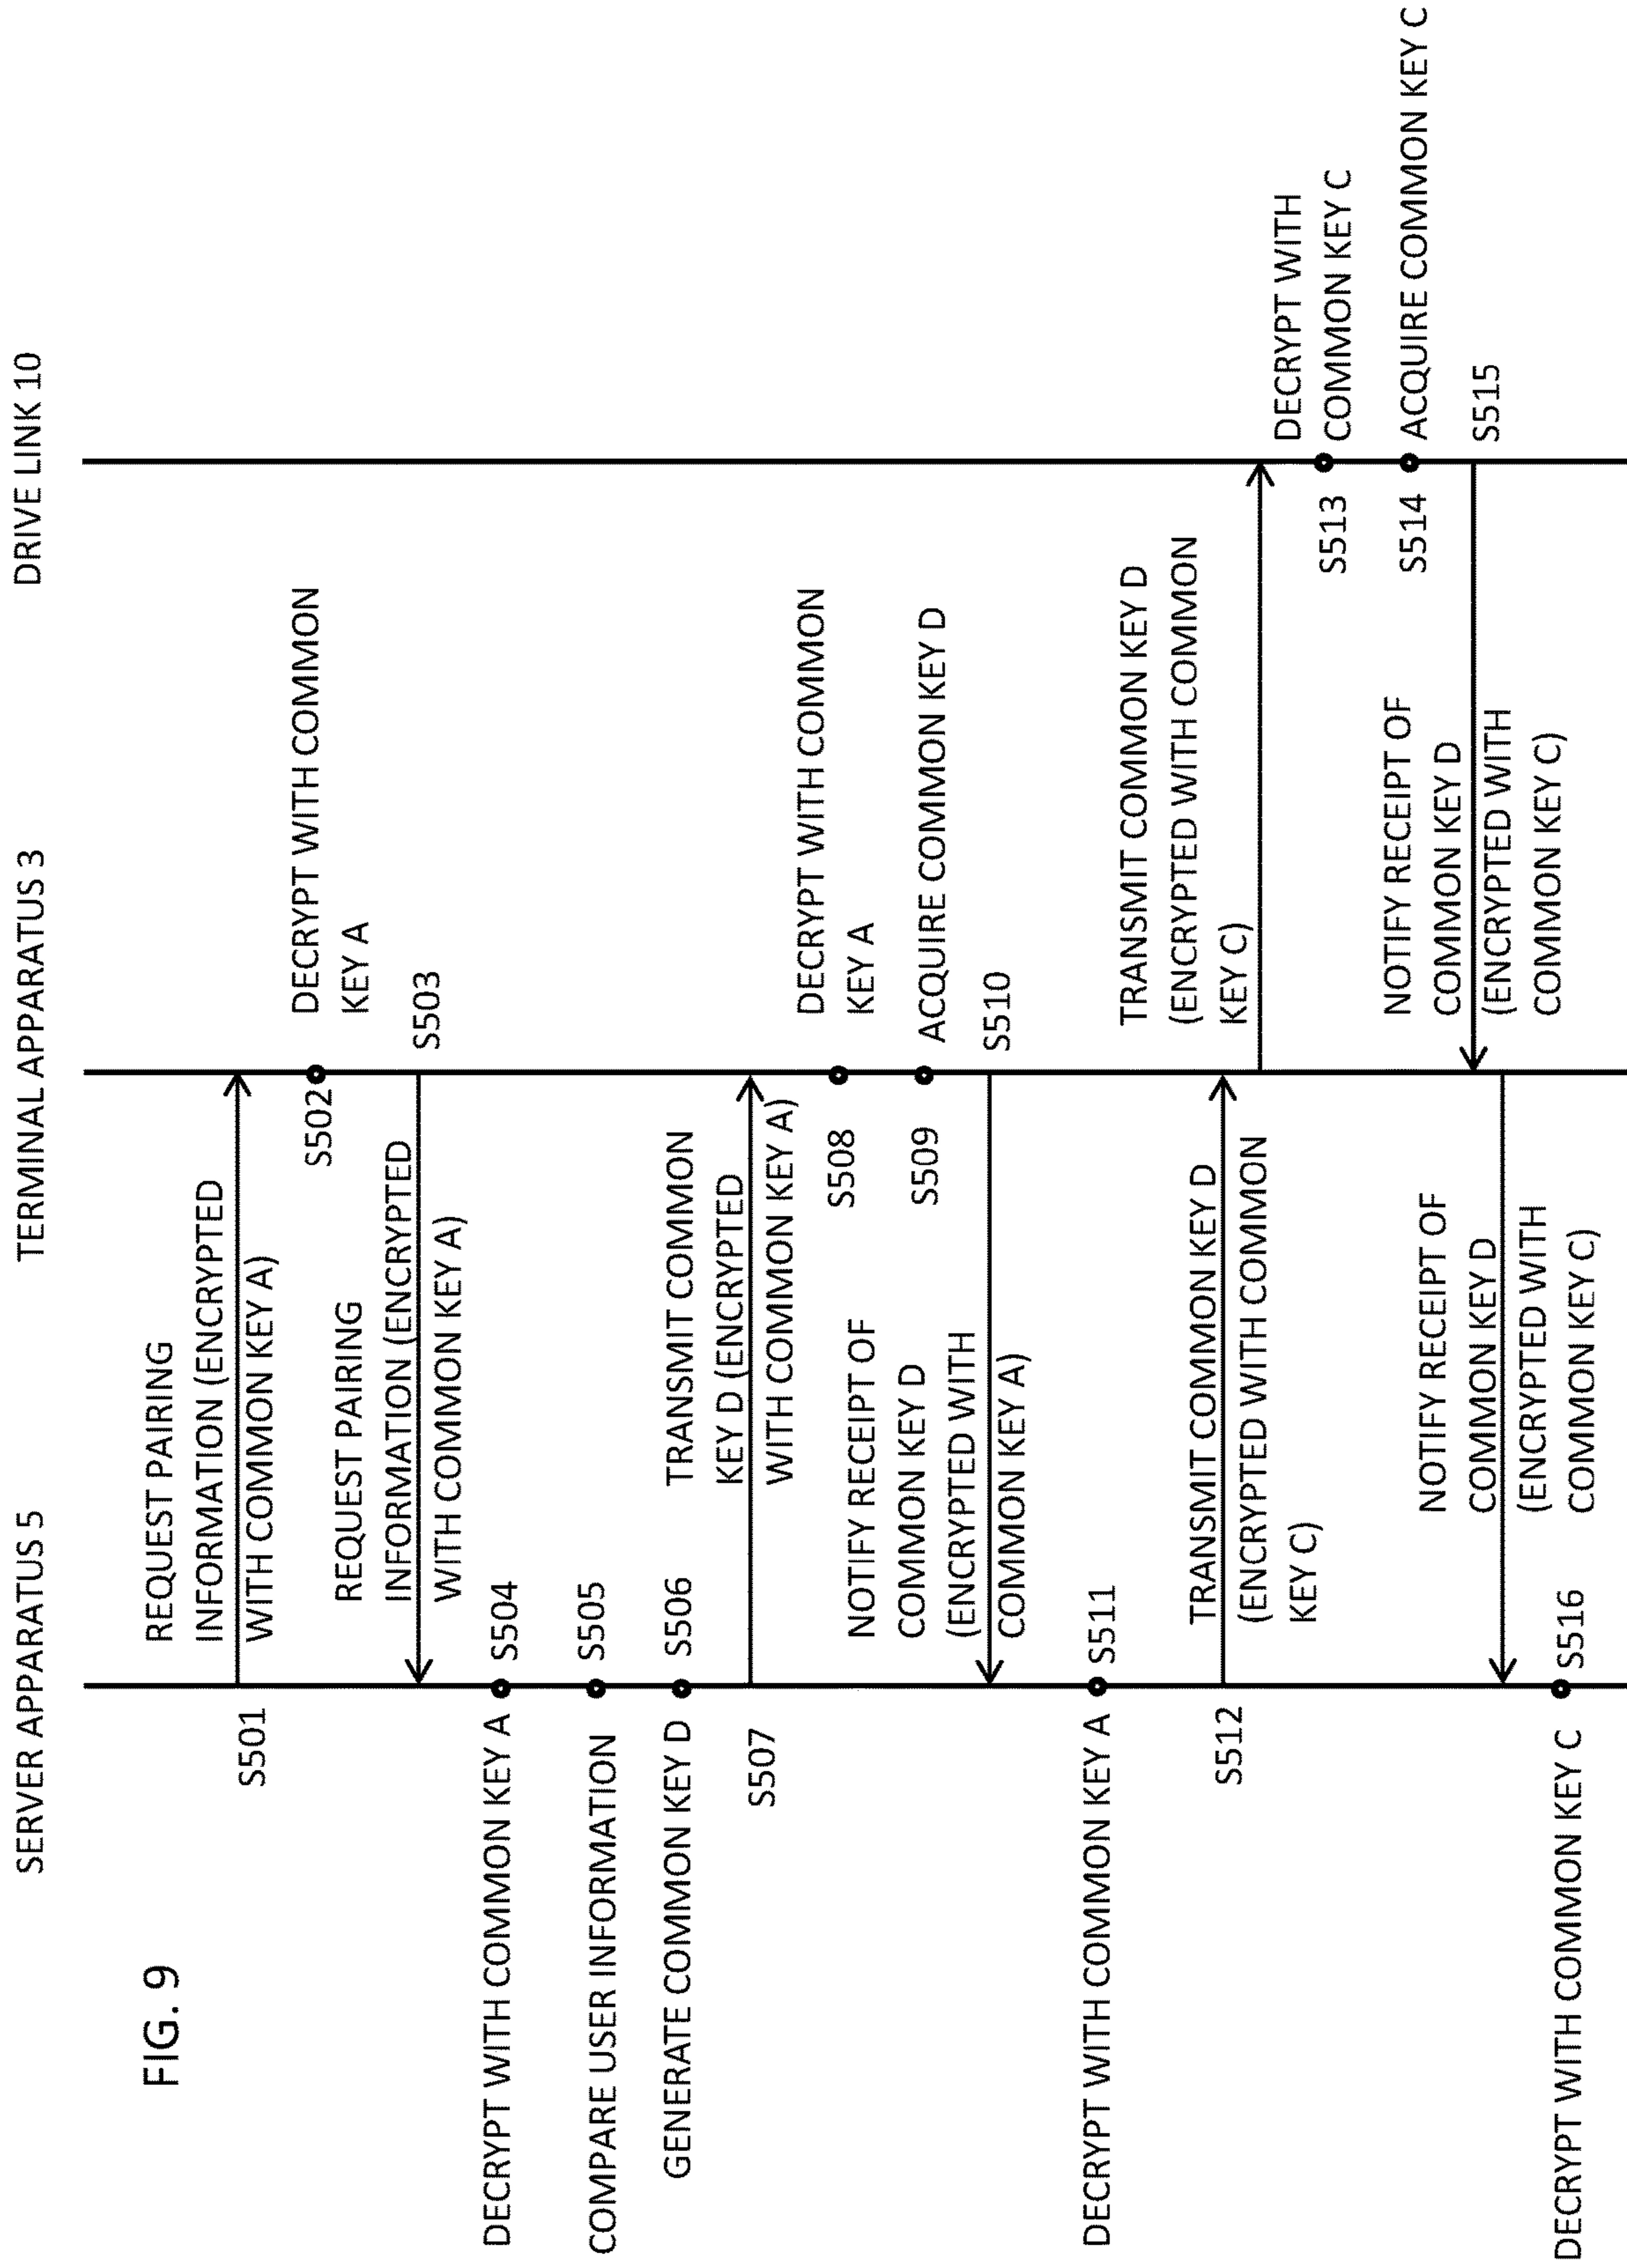 FIG. 9
SERVER APPARATUS 5
TERMINAL APPARATUS 3
DRIVE LINK 10
S501
REQUEST PAIRING
INFORMATION (ENCRYPTED
WITH COMMON KEY A)
S502
DECRYPT WITH COMMON
KEY A
REQUEST PAIRING
INFORMATION (ENCRYPTED
WITH COMMON KEY A)
S503
DECRYPT WITH COMMON KEY A
S504
COMPARE USER INFORMATION
S505
GENERATE COMMON KEY D
S506
S507
TRANSMIT COMMON
KEY D (ENCRYPTED
WITH COMMON KEY A)
S508
DECRYPT WITH COMMON
KEY A
S509
ACQUIRE COMMON KEY D
NOTIFY RECEIPT OF
COMMON KEY D
(ENCRYPTED WITH
COMMON KEY A)
S510
DECRYPT WITH COMMON KEY A
S511
S512
TRANSMIT COMMON KEY D
(ENCRYPTED WITH COMMON
KEY C)
TRANSMIT COMMON KEY D
(ENCRYPTED WITH COMMON
KEY C)
S513
DECRYPT WITH
COMMON KEY C
S514
ACQUIRE COMMON KEY C
S515
NOTIFY RECEIPT OF
COMMON KEY D
(ENCRYPTED WITH
COMMON KEY C)
NOTIFY RECEIPT OF
COMMON KEY D
(ENCRYPTED WITH
COMMON KEY C)
DECRYPT WITH COMMON KEY C
S516